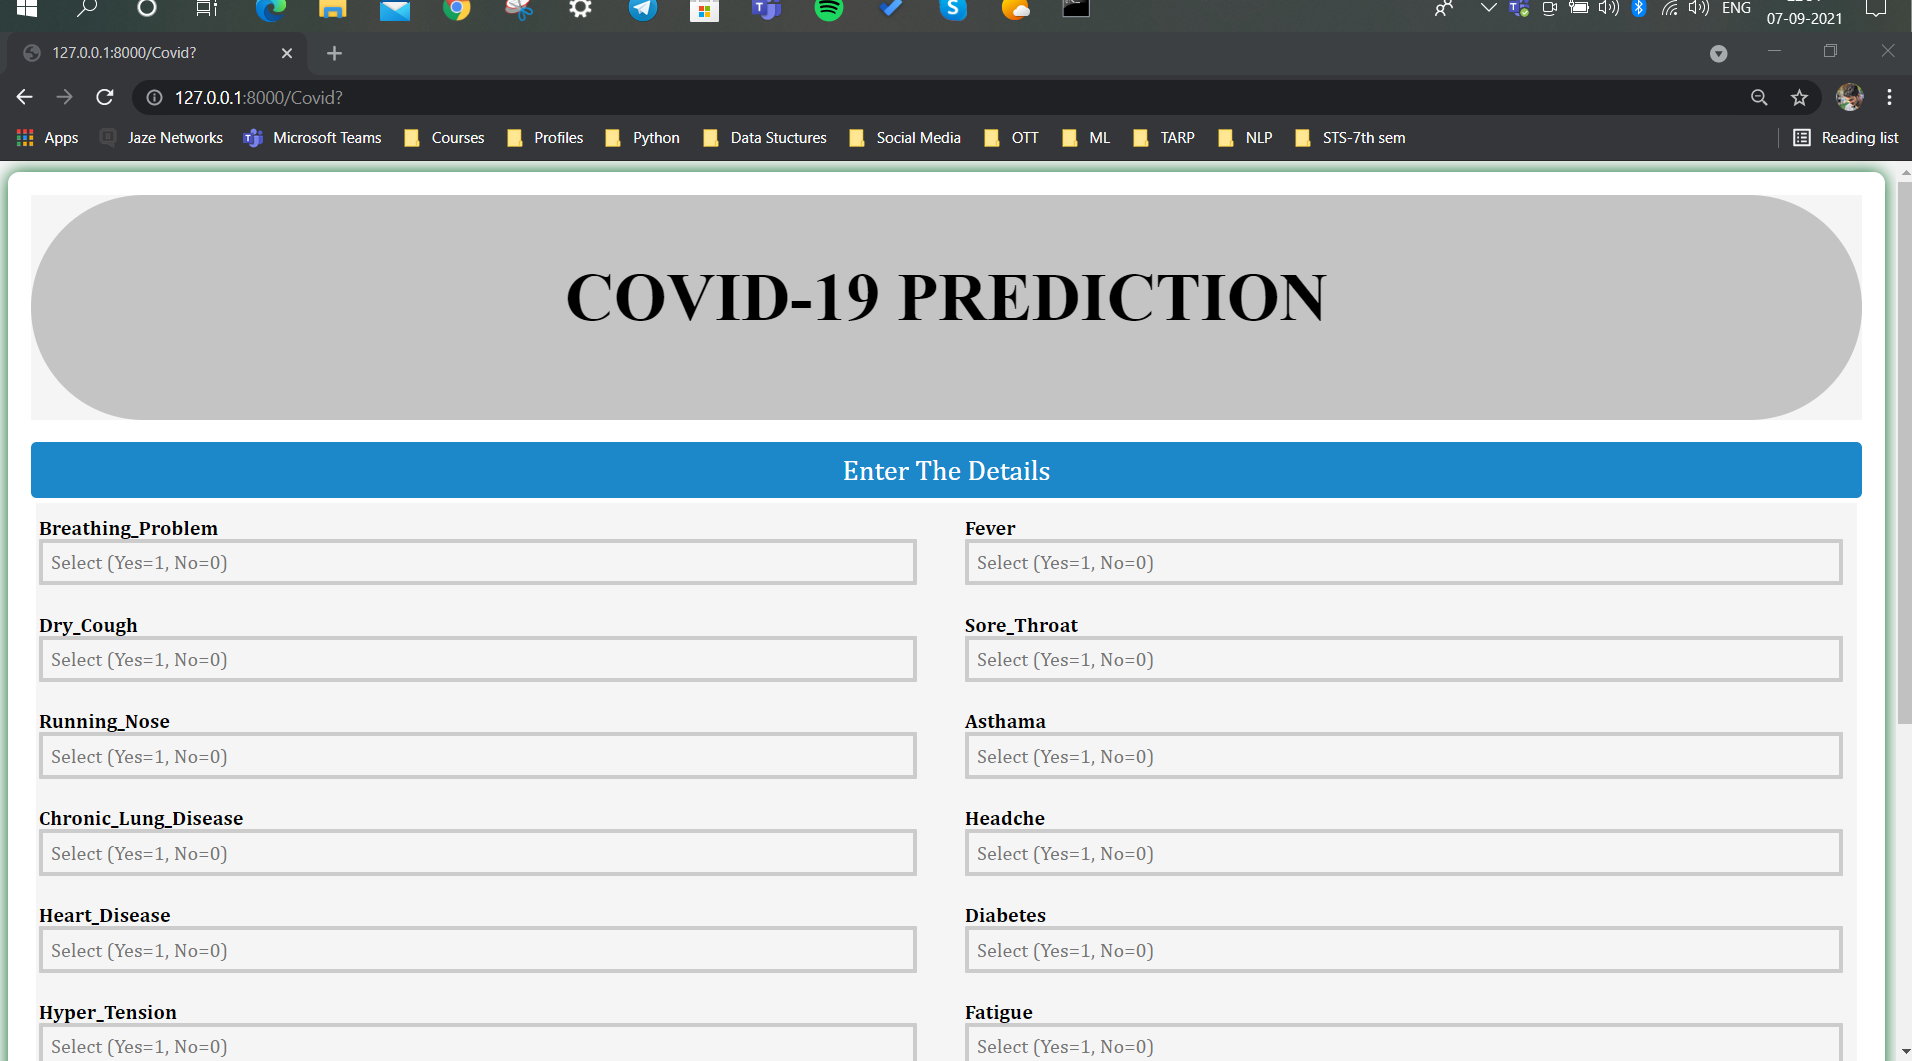 ENG
07-09-2021
127.0.0.1:8000/Covid?
127.0.0.1:8000/Covid?
Apps Jaze Networks Microsoft Teams Courses Profiles Python Data Stuctures Social Media OTT ML TARP NLP STS-7th sem Reading list
COVID-19 PREDICTION
Enter The Details
Breathing_Problem Fever
Select (Yes=1, No=0) Select (Yes=1, No=0)
Dry_Cough Sore_Throat
Select (Yes=1, No=0) Select (Yes=1, No=0)
Running_Nose Asthama
Select (Yes=1, No=0) Select (Yes=1, No=0)
Chronic_Lung_Disease Headche
Select (Yes=1, No=0) Select (Yes=1, No=0)
Heart_Disease Diabetes
Select (Yes=1, No=0) Select (Yes=1, No=0)
Hyper_Tension Fatigue
Select (Yes=1, No=0) Select (Yes=1, No=0)